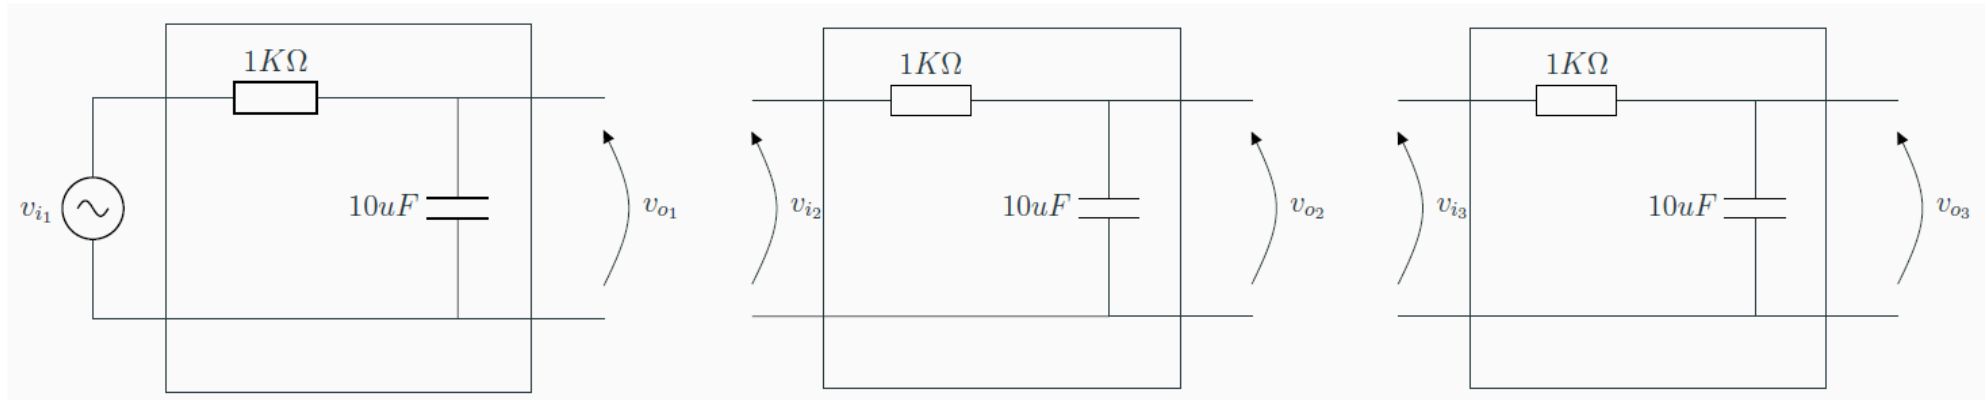 1KΩ
10uF
v_{i_1}
v_{o_1}
1KΩ
10uF
v_{i_2}
v_{o_2}
1KΩ
10uF
v_{i_3}
v_{o_3}